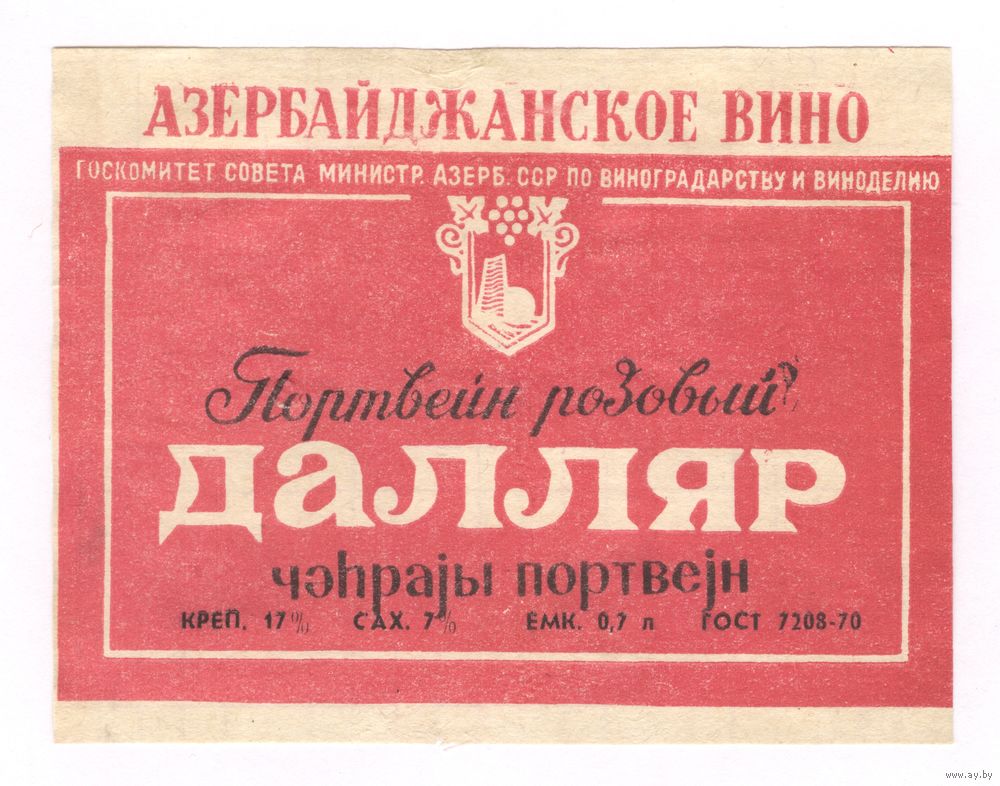 АЗЕРБАЙДЖАНСКОЕ ВИНО
ГОСКОМИТЕТ СОВЕТА МИНИСТР. АЗЕРБ. ССР ПО ВИНОГРАДАРСТВУ И ВИНОДЕЛИЮ
Портвейн розовый
ДАЛЛЯР
чәһрајы портвејн
КРЕП. 17% САХ. 7% ЕМК. 0,7 л ГОСТ 7208-70
www.ay.by